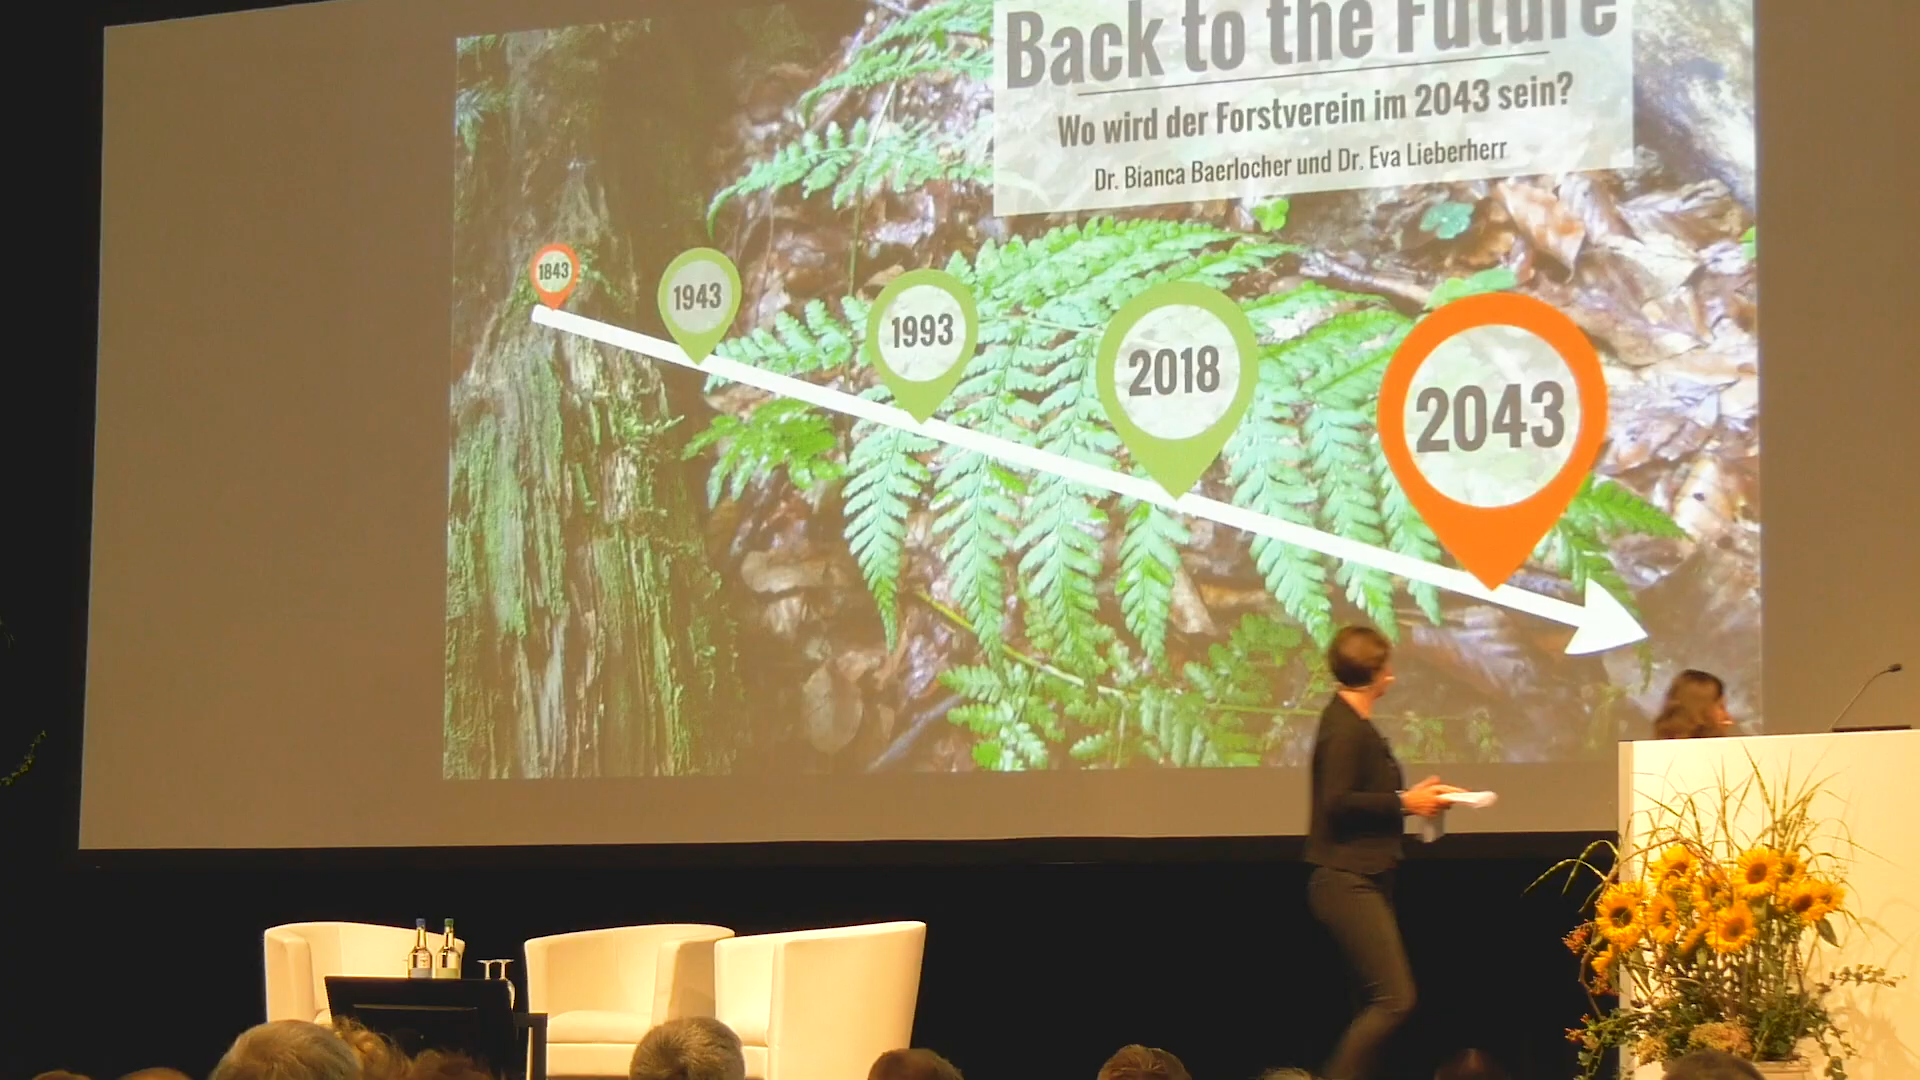 Back to the Future
Wo wird der Forstverein im 2043 sein?
Dr. Bianca Baerlocher und Dr. Eva Lieberherr
1843
1943
1993
2018
2043